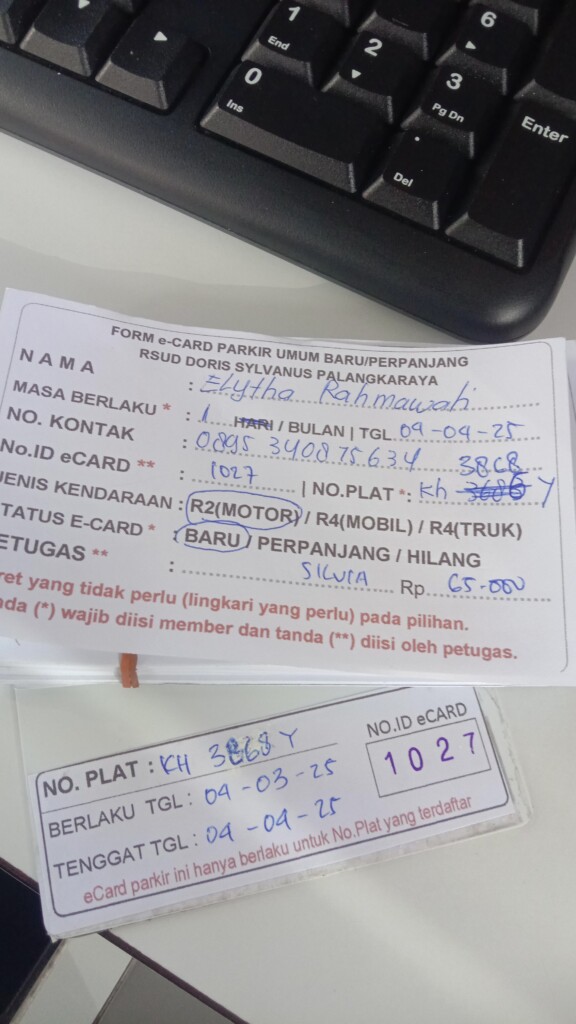 1
End
2
6
0
Ins
3
Pg Dn
.
Del
Enter
FORM e-CARD PARKIR UMUM BARU/PERPANJANG
RSUD DORIS SYLVANUS PALANGKARAYA
NAMA : Elytha Rahmawati
MASA BERLAKU * : 1 HARI / BULAN | TGL 04-04-25
NO. KONTAK : 0895 340875634
3868
No.ID eCARD ** : 1027 | NO.PLAT *: Kh 3686 Y
JENIS KENDARAAN : R2(MOTOR) / R4(MOBIL) / R4(TRUK)
TATUS E-CARD * : BARU / PERPANJANG / HILANG
ETUGAS ** : SILVIA Rp. 65.000
ret yang tidak perlu (lingkari yang perlu) pada pilihan.
nda (*) wajib diisi member dan tanda (**) diisi oleh petugas.
NO. PLAT : KH 3868 Y
NO.ID eCARD
1027
BERLAKU TGL : 04-03-25
TENGGAT TGL : 04-04-25
eCard parkir ini hanya berlaku untuk No.Plat yang terdaftar